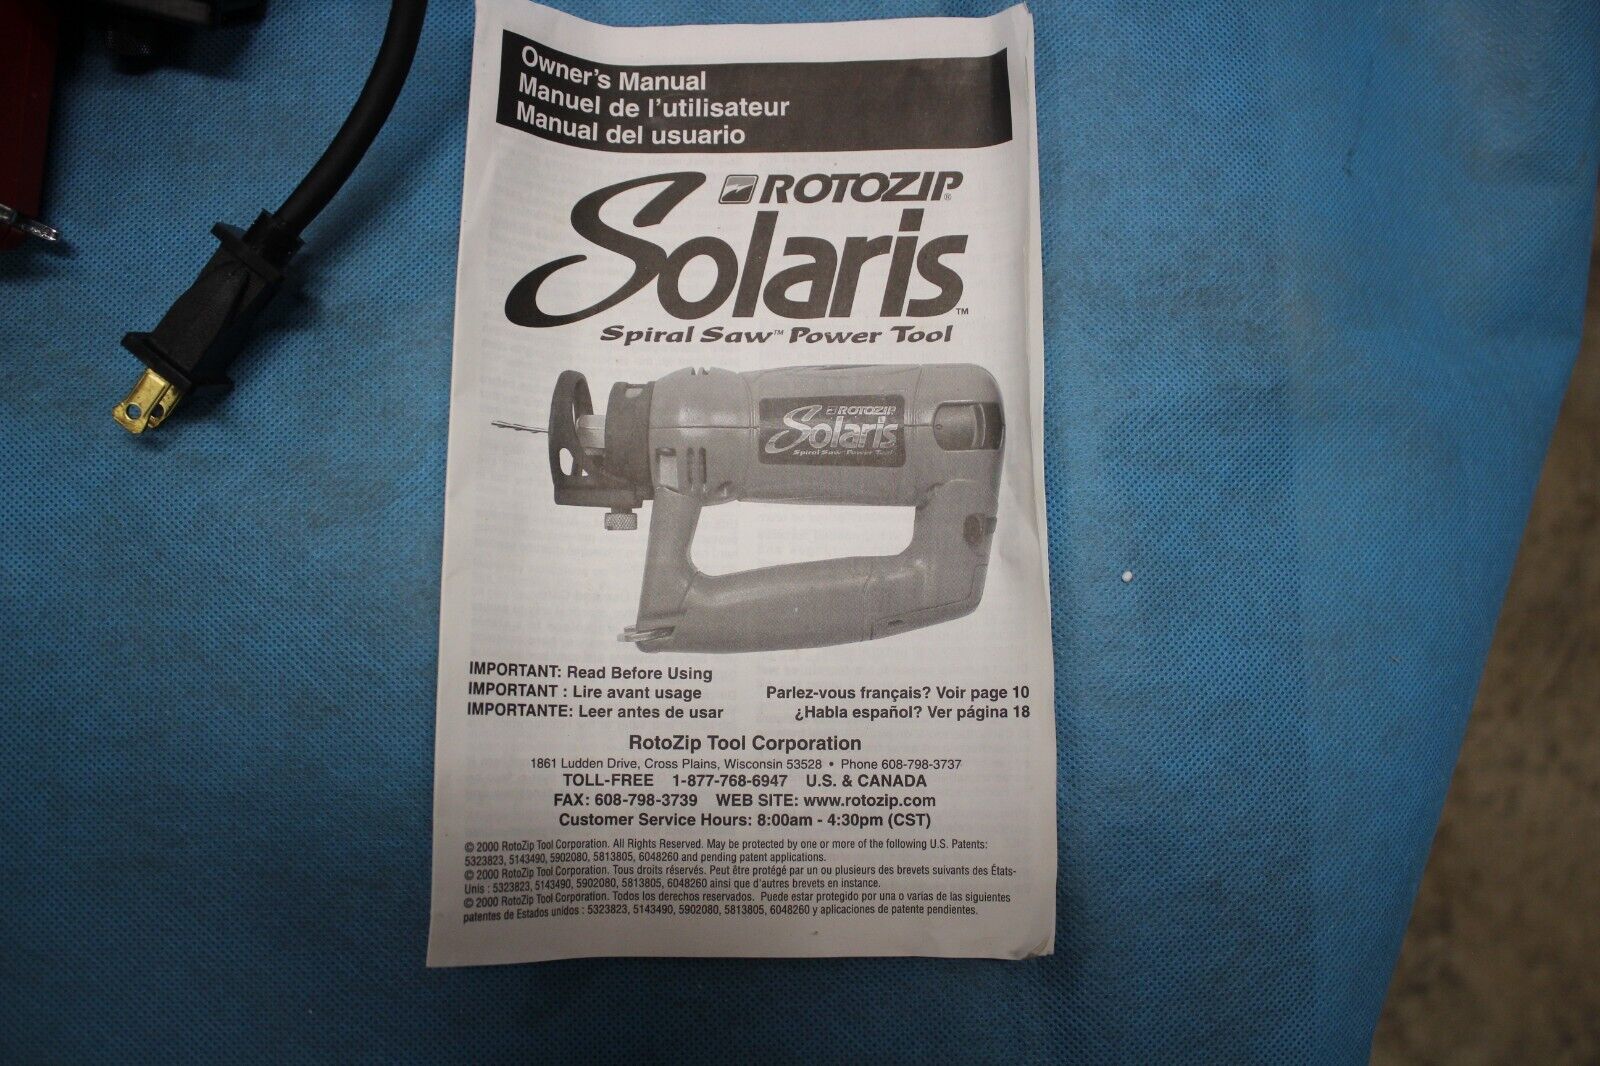 Owner's Manual
Manuel de l'utilisateur
Manual del usuario
ROTOZIP®
Solaris™
Spiral Saw™ Power Tool
ROTOZIP
Solaris
Spiral Saw™ Power Tool
IMPORTANT: Read Before Using
IMPORTANT : Lire avant usage
Parlez-vous français? Voir page 10
IMPORTANTE: Leer antes de usar
¿Habla español? Ver página 18
RotoZip Tool Corporation
1861 Ludden Drive, Cross Plains, Wisconsin 53528 • Phone 608-798-3737
TOLL-FREE 1-877-768-6947 U.S. & CANADA
FAX: 608-798-3739 WEB SITE: www.rotozip.com
Customer Service Hours: 8:00am - 4:30pm (CST)
© 2000 RotoZip Tool Corporation. All Rights Reserved. May be protected by one or more of the following U.S. Patents:
5323823, 5143490, 5902080, 5813805, 6048260 and pending patent applications.
© 2000 RotoZip Tool Corporation. Tous droits réservés. Peut être protégé par un ou plusieurs des brevets suivants des États-
Unis : 5323823, 5143490, 5902080, 5813805, 6048260 ainsi que d'autres brevets en instance.
© 2000 RotoZip Tool Corporation. Todos los derechos reservados. Puede estar protegido por una o varias de las siguientes
patentes de Estados unidos : 5323823, 5143490, 5902080, 5813805, 6048260 y aplicaciones de patente pendientes.